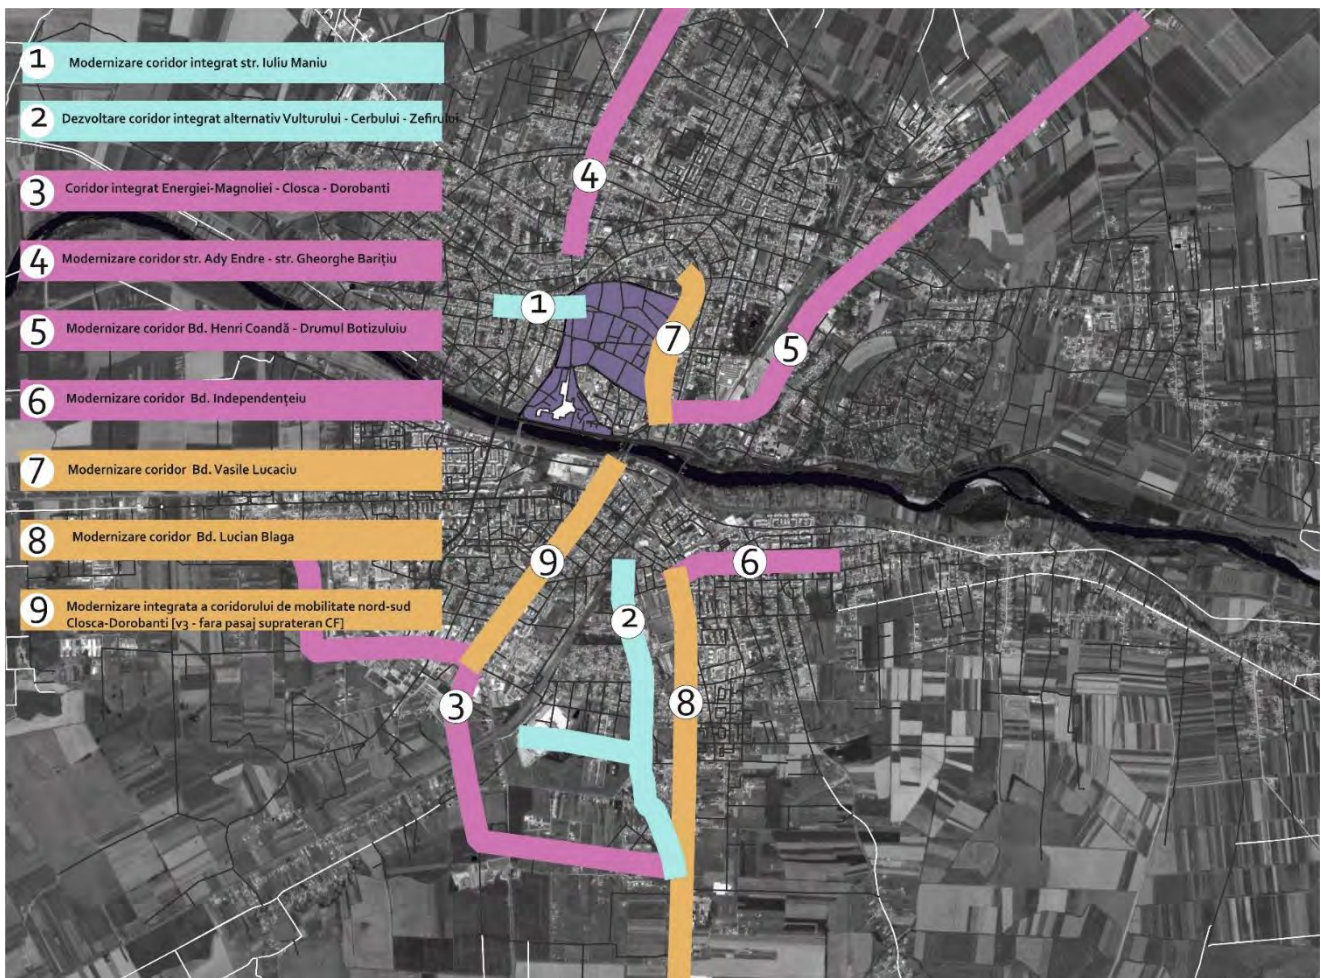 1 Modernizare coridor integrat str. Iuliu Maniu
2 Dezvoltare coridor integrat alternativ Vulturului - Cerbului - Zefirului
3 Coridor integrat Energiei-Magnoliei - Closca - Dorobanti
4 Modernizare coridor str. Ady Endre - str. Gheorghe Barițiu
5 Modernizare coridor Bd. Henri Coandă - Drumul Botizuluiu
6 Modernizare coridor Bd. Independențeiu
7 Modernizare coridor Bd. Vasile Lucaciu
8 Modernizare coridor Bd. Lucian Blaga
9 Modernizare integrata a coridorului de mobilitate nord-sud
Closca-Dorobanti [v3 - fara pasaj suprateran CF]
4
1
7
5
9
6
2
3
8